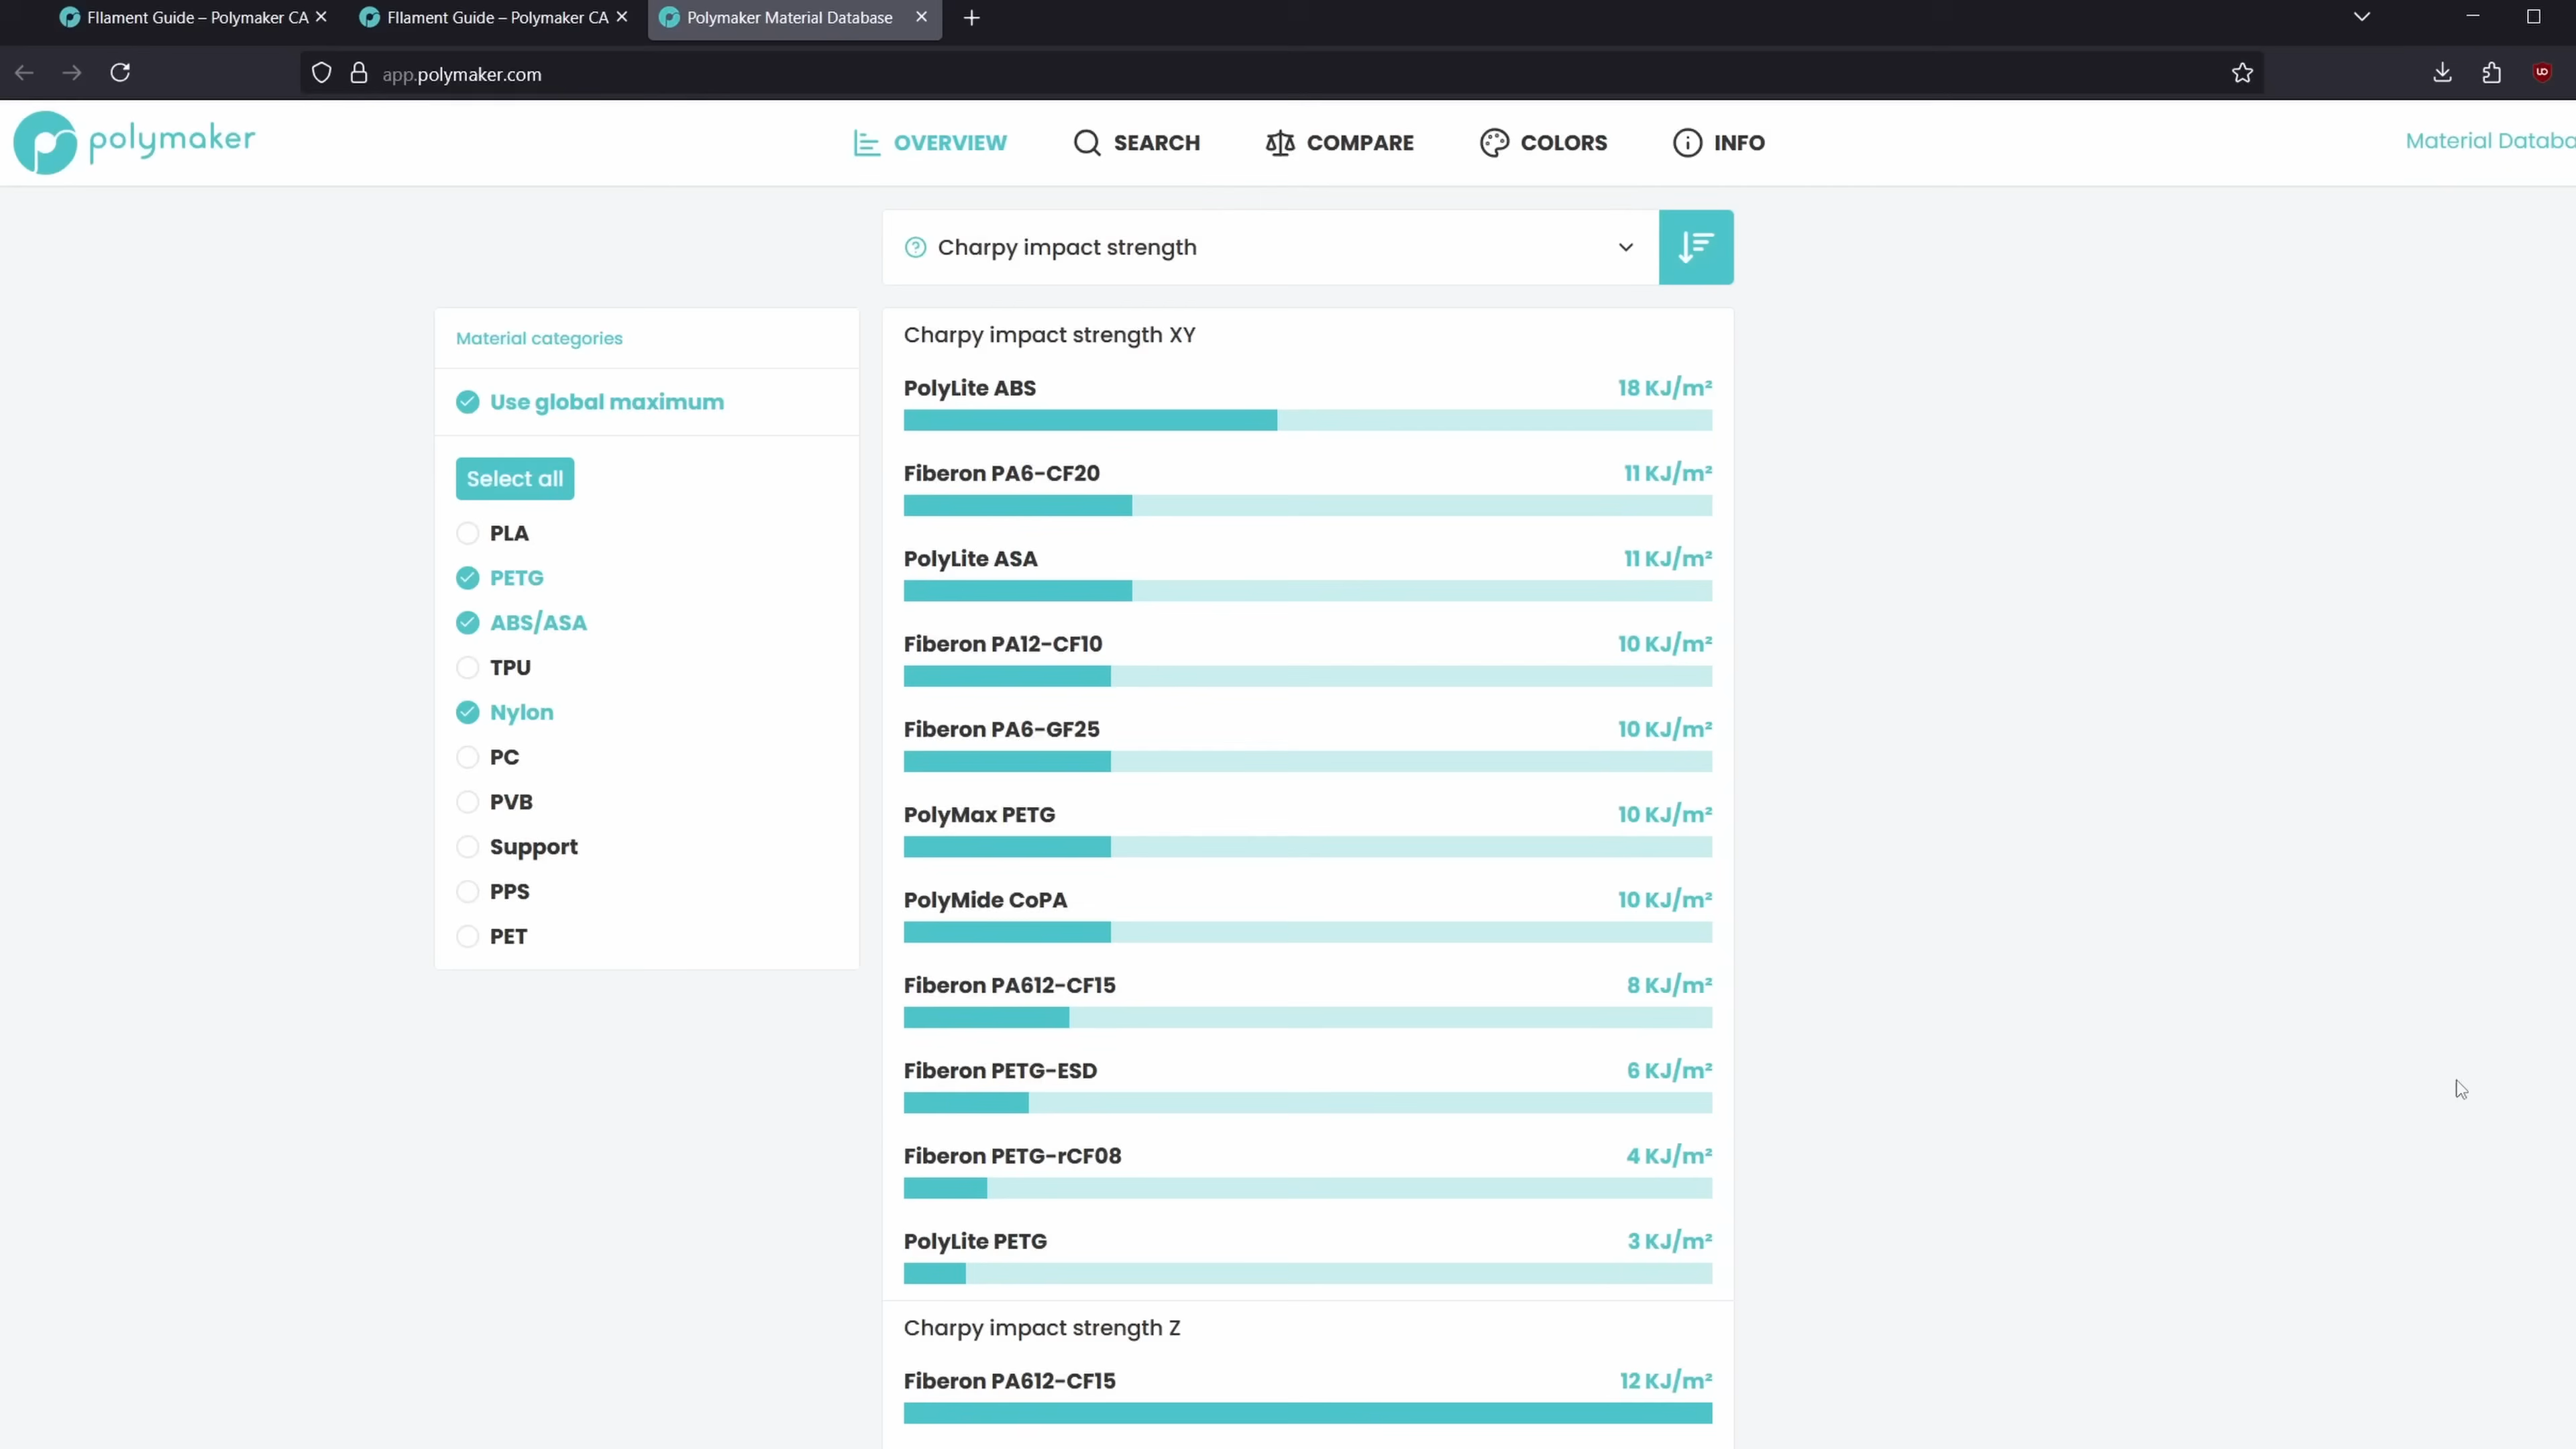 FIlament Guide – Polymaker CA
FIlament Guide – Polymaker CA
Polymaker Material Database
app.polymaker.com
polymaker
OVERVIEW
SEARCH
COMPARE
COLORS
INFO
Material Databa
Charpy impact strength
Material categories
Use global maximum
Select all
PLA
PETG
ABS/ASA
TPU
Nylon
PC
PVB
Support
PPS
PET
Charpy impact strength XY
PolyLite ABS 18 KJ/m²
Fiberon PA6-CF20 11 KJ/m²
PolyLite ASA 11 KJ/m²
Fiberon PA12-CF10 10 KJ/m²
Fiberon PA6-GF25 10 KJ/m²
PolyMax PETG 10 KJ/m²
PolyMide CoPA 10 KJ/m²
Fiberon PA612-CF15 8 KJ/m²
Fiberon PETG-ESD 6 KJ/m²
Fiberon PETG-rCF08 4 KJ/m²
PolyLite PETG 3 KJ/m²
Charpy impact strength Z
Fiberon PA612-CF15 12 KJ/m²